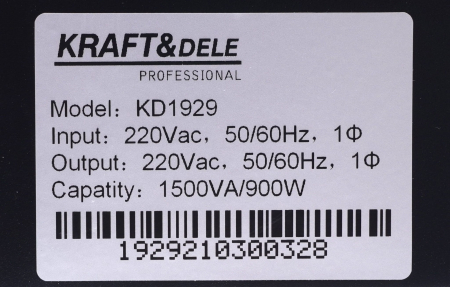 KRAFT&DELE
PROFESSIONAL
Model：KD1929
Input：220Vac，50/60Hz，1Φ
Output：220Vac，50/60Hz，1Φ
Capatity：1500VA/900W
1929210300328